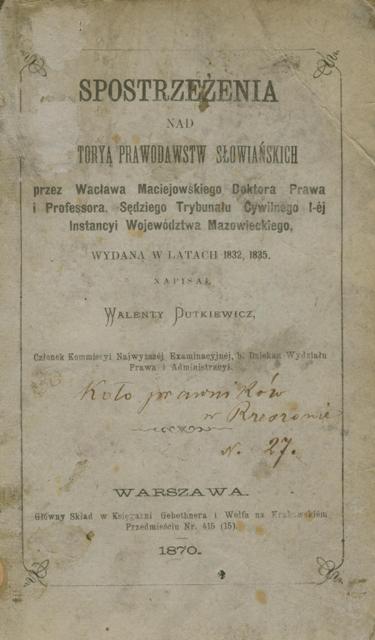 SPOSTRZEŻENIA
NAD
TORYĄ PRAWODAWSTW SŁOWIAŃSKICH
przez Wacława Maciejowskiego Doktora Prawa
i Professora. Sędziego Trybunału Cywilnego I-éj
Instancyi Województwa Mazowieckiego,
WYDANĄ W LATACH 1832, 1835.
NAPISAŁ
WALENTY DUTKIEWICZ,
Członek Kommissyi Najwyższéj Examinacyjnéj, b. Dziekan Wydziału
Prawa i Administracyi.
Koło prawników
w Rzeszowie
N. 27.
WARSZAWA.
Główny Skład w Księgarni Gebethnera i Wolfa na Krakowskiem
Przedmieściu Nr. 415 (15).
1870.